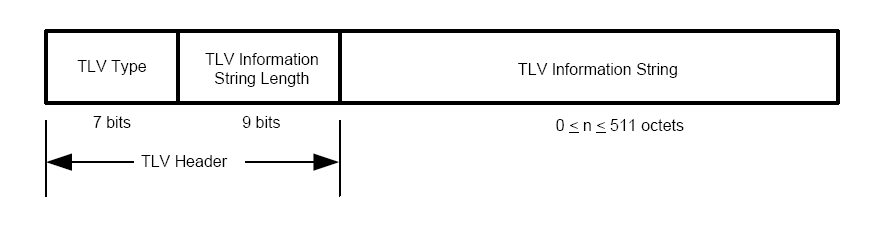 TLV Type
TLV Information
String Length
TLV Information String
7 bits
9 bits
0 ≤ n ≤ 511 octets
TLV Header